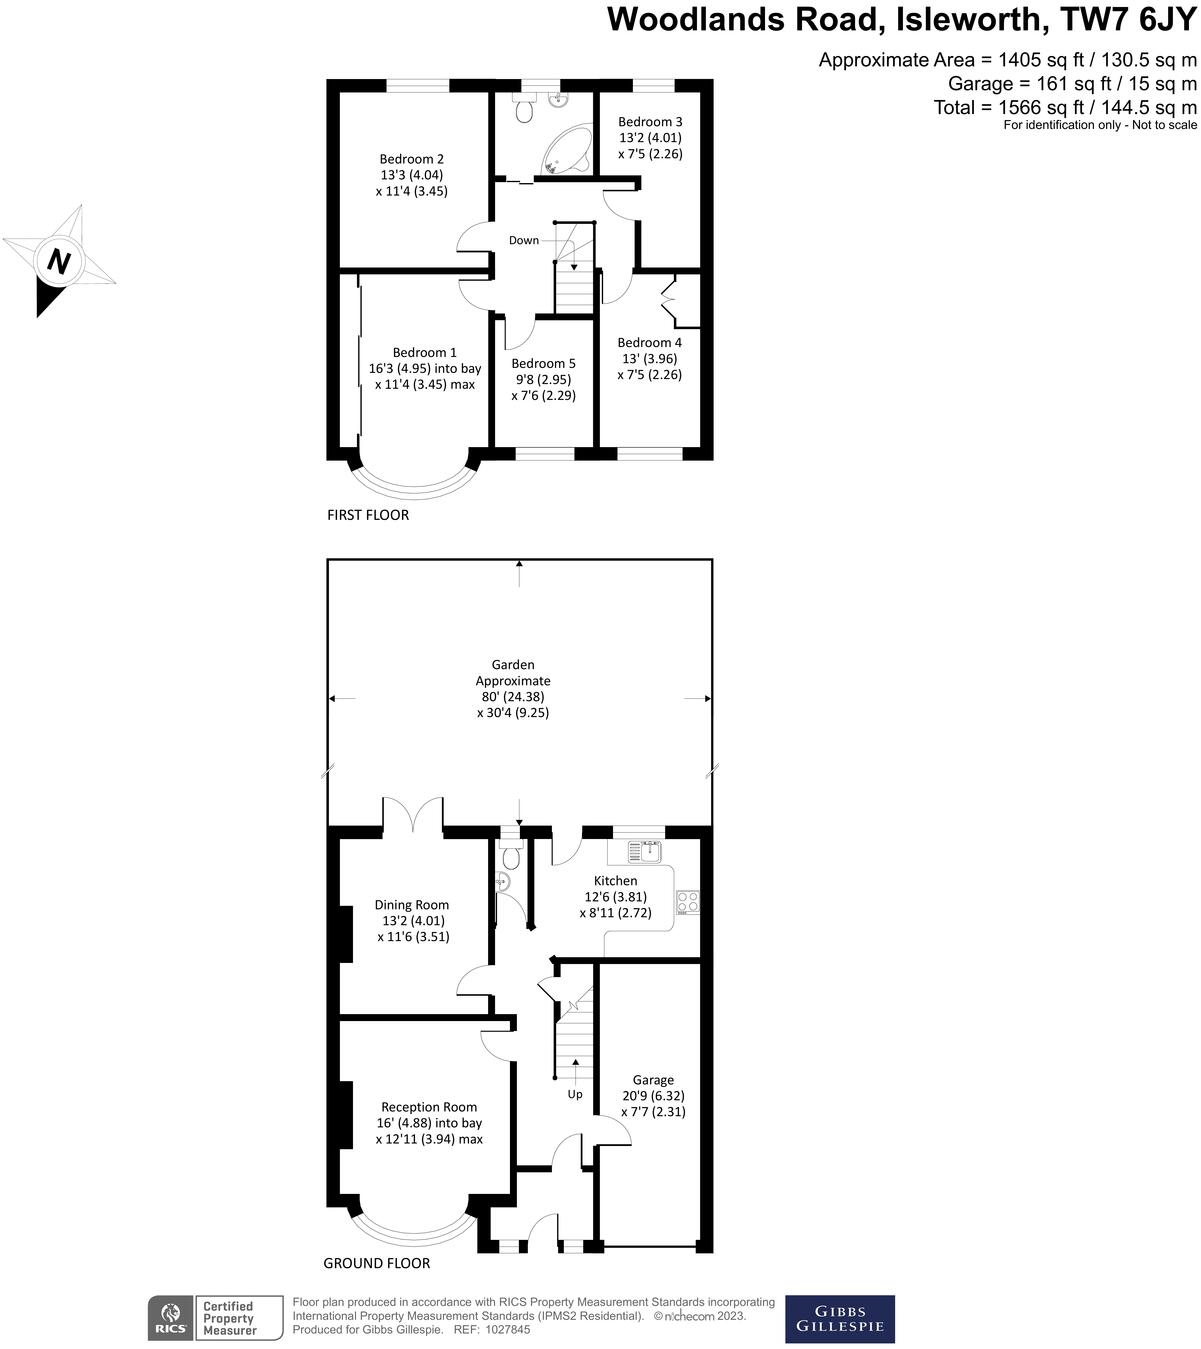 Woodlands Road, Isleworth, TW7 6JY
Approximate Area = 1405 sq ft / 130.5 sq m
Garage = 161 sq ft / 15 sq m
Total = 1566 sq ft / 144.5 sq m
For identification only - Not to scale
Bedroom 2
13'3 (4.04)
x 11'4 (3.45)
Bedroom 3
13'2 (4.01)
x 7'5 (2.26)
N
Down
Bedroom 1
16'3 (4.95) into bay
x 11'4 (3.45) max
Bedroom 5
9'8 (2.95)
x 7'6 (2.29)
Bedroom 4
13' (3.96)
x 7'5 (2.26)
FIRST FLOOR
Garden
Approximate
80' (24.38)
x 30'4 (9.25)
Dining Room
13'2 (4.01)
x 11'6 (3.51)
Kitchen
12'6 (3.81)
x 8'11 (2.72)
Reception Room
16' (4.88) into bay
x 12'11 (3.94) max
Up
Garage
20'9 (6.32)
x 7'7 (2.31)
GROUND FLOOR
RICS
Certified
Property
Measurer
Floor plan produced in accordance with RICS Property Measurement Standards incorporating
International Property Measurement Standards (IPMS2 Residential). © nichecom 2023.
Produced for Gibbs Gillespie. REF: 1027845
GIBBS
GILLESPIE